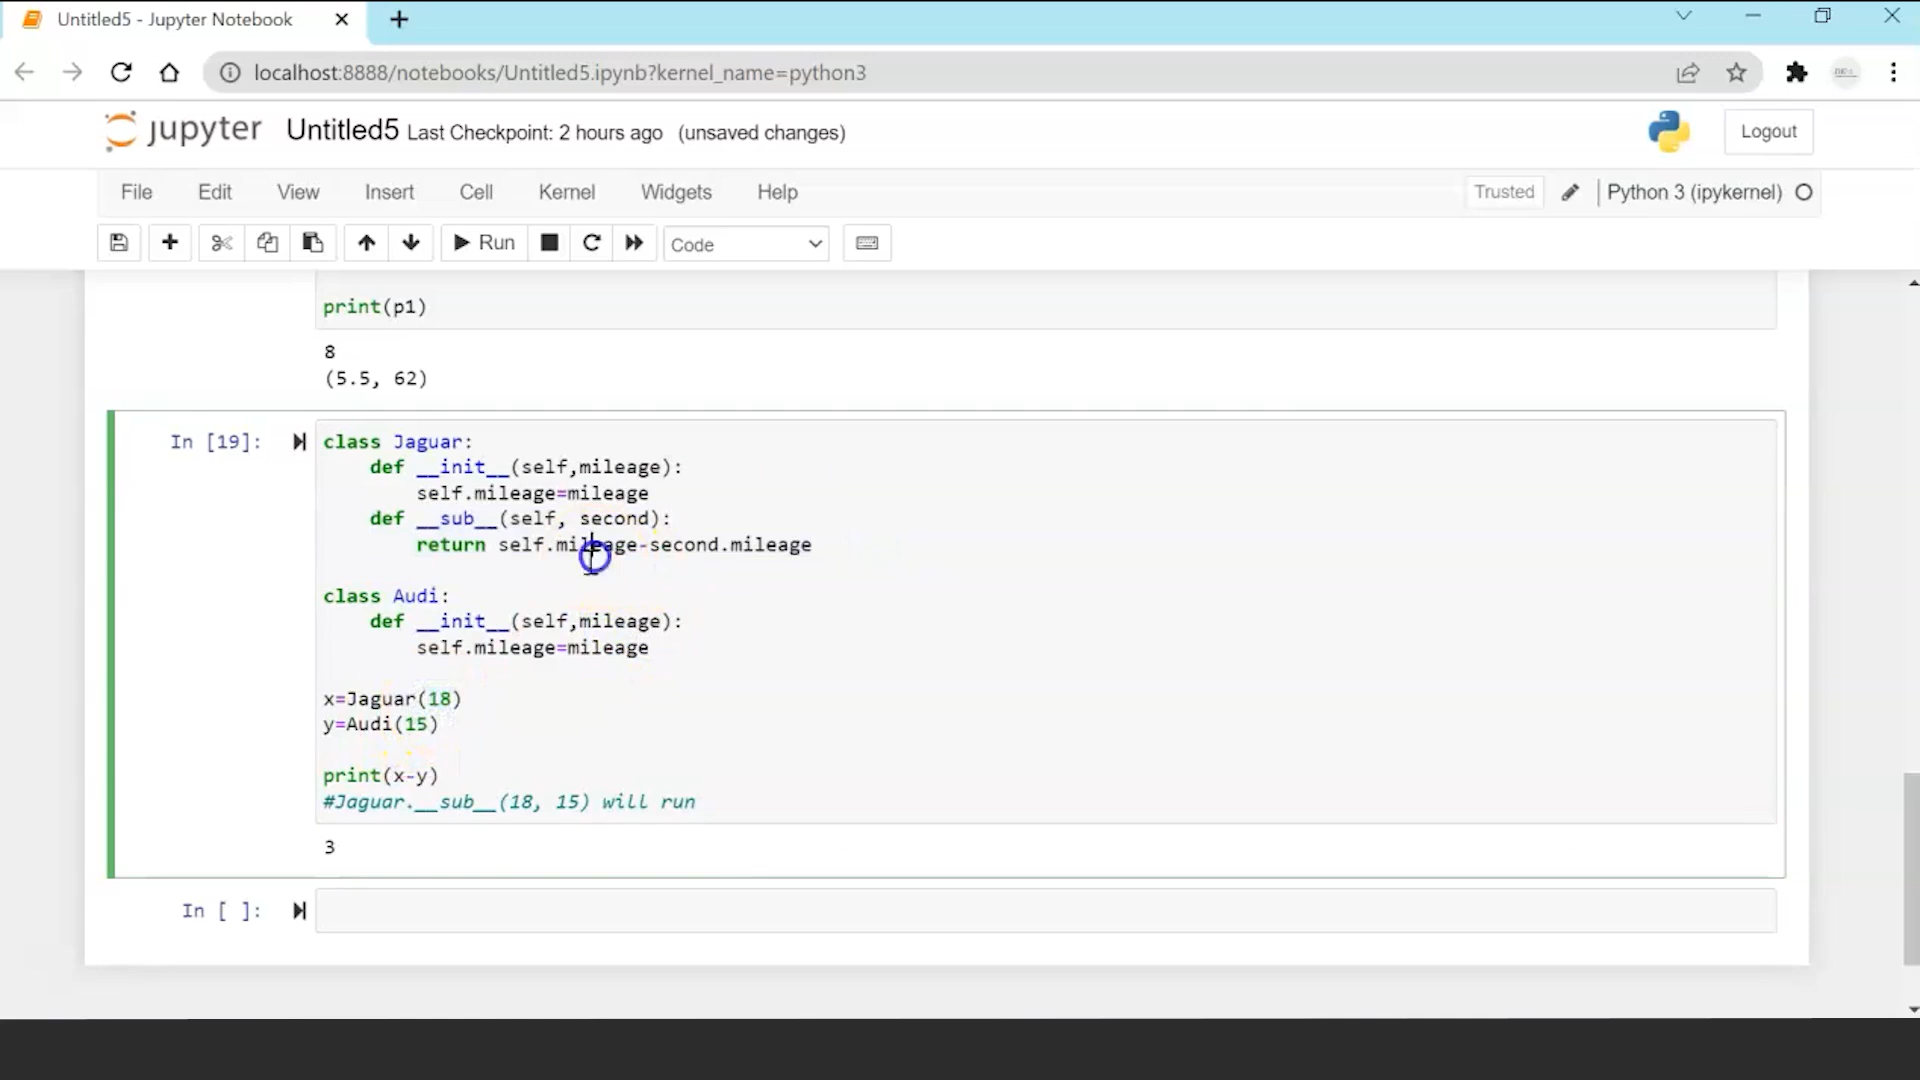 Untitled5 - Jupyter Notebook
localhost:8888/notebooks/Untitled5.ipynb?kernel_name=python3
jupyter Untitled5 Last Checkpoint: 2 hours ago (unsaved changes)
Logout
File Edit View Insert Cell Kernel Widgets Help
Trusted Python 3 (ipykernel)
Run Code
print(p1)
8
(5.5, 62)
In [19]: class Jaguar:
    def __init__(self,mileage):
        self.mileage=mileage
    def __sub__(self, second):
        return self.mileage-second.mileage
class Audi:
    def __init__(self,mileage):
        self.mileage=mileage
x=Jaguar(18)
y=Audi(15)
print(x-y)
#Jaguar.__sub__(18, 15) will run
3
In [ ]: